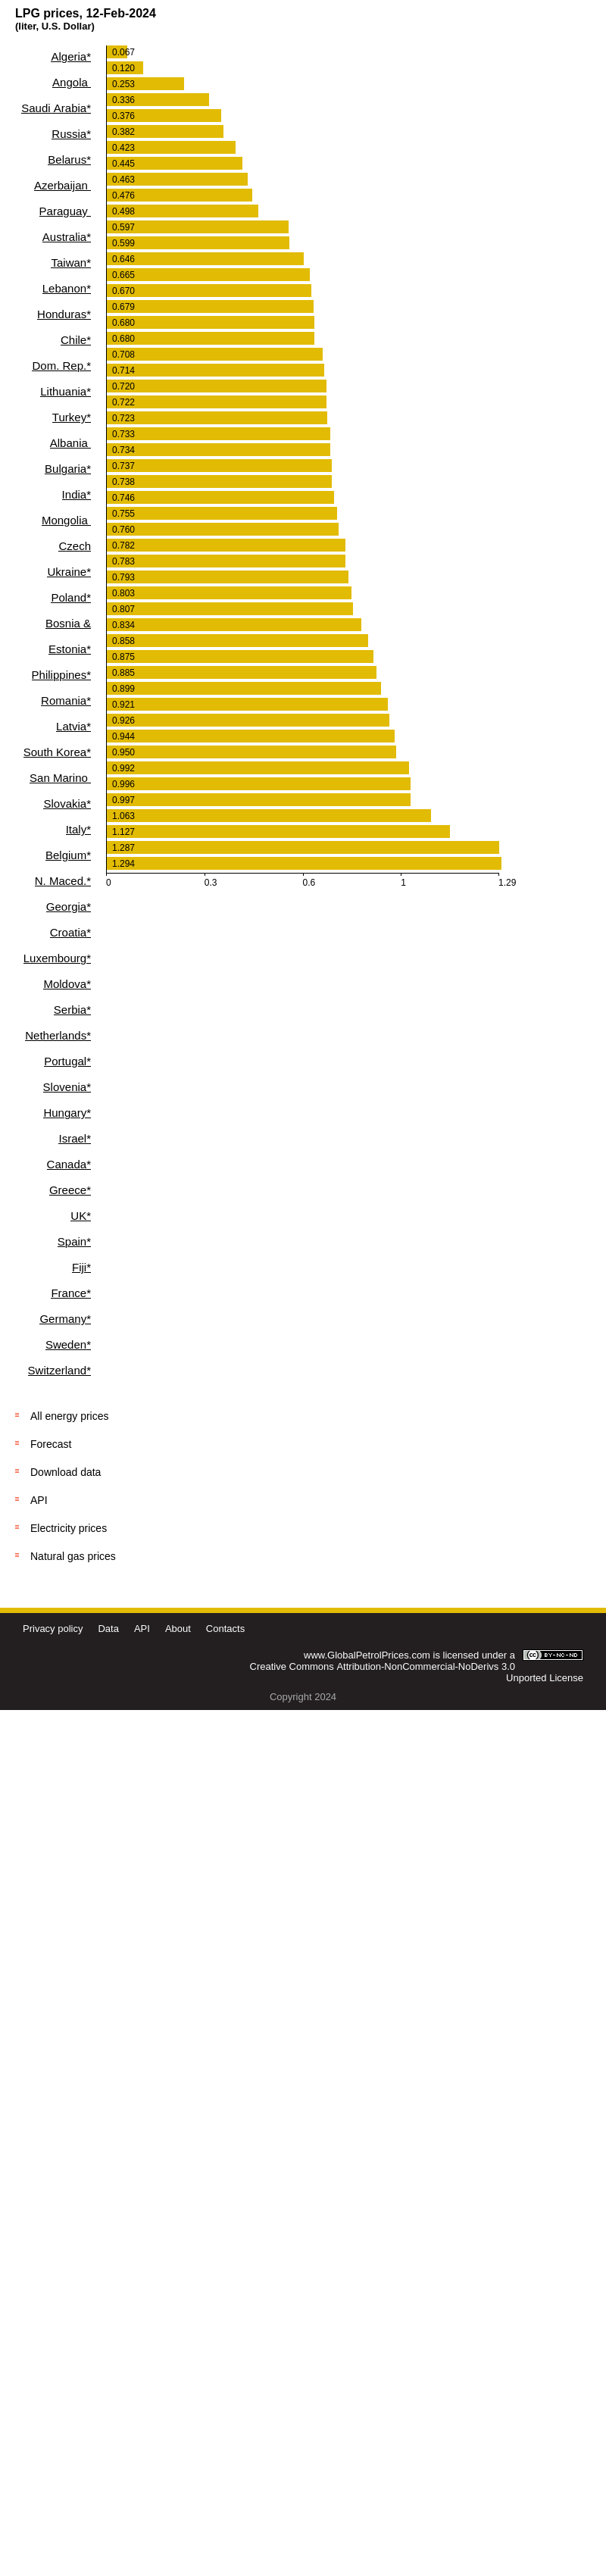 LPG prices, 12-Feb-2024
(liter, U.S. Dollar)
Algeria*
Angola
Saudi Arabia*
Russia*
Belarus*
Azerbaijan
Paraguay
Australia*
Taiwan*
Lebanon*
Honduras*
Chile*
Dom. Rep.*
Lithuania*
Turkey*
Albania
Bulgaria*
India*
Mongolia
Czech
Ukraine*
Poland*
Bosnia &
Estonia*
Philippines*
Romania*
Latvia*
South Korea*
San Marino
Slovakia*
Italy*
Belgium*
N. Maced.*
Georgia*
Croatia*
Luxembourg*
Moldova*
Serbia*
Netherlands*
Portugal*
Slovenia*
Hungary*
Israel*
Canada*
Greece*
UK*
Spain*
Fiji*
France*
Germany*
Sweden*
Switzerland*
0.067
0.120
0.253
0.336
0.376
0.382
0.423
0.445
0.463
0.476
0.498
0.597
0.599
0.646
0.665
0.670
0.679
0.680
0.680
0.708
0.714
0.720
0.722
0.723
0.733
0.734
0.737
0.738
0.746
0.755
0.760
0.782
0.783
0.793
0.803
0.807
0.834
0.858
0.875
0.885
0.899
0.921
0.926
0.944
0.950
0.992
0.996
0.997
1.063
1.127
1.287
1.294
0 0.3 0.6 1 1.29
All energy prices
Forecast
Download data
API
Electricity prices
Natural gas prices
Privacy policy Data API About Contacts
www.GlobalPetrolPrices.com is licensed under a
Creative Commons Attribution-NonCommercial-NoDerivs 3.0
Unported License
cc BY-NC-ND
Copyright 2024